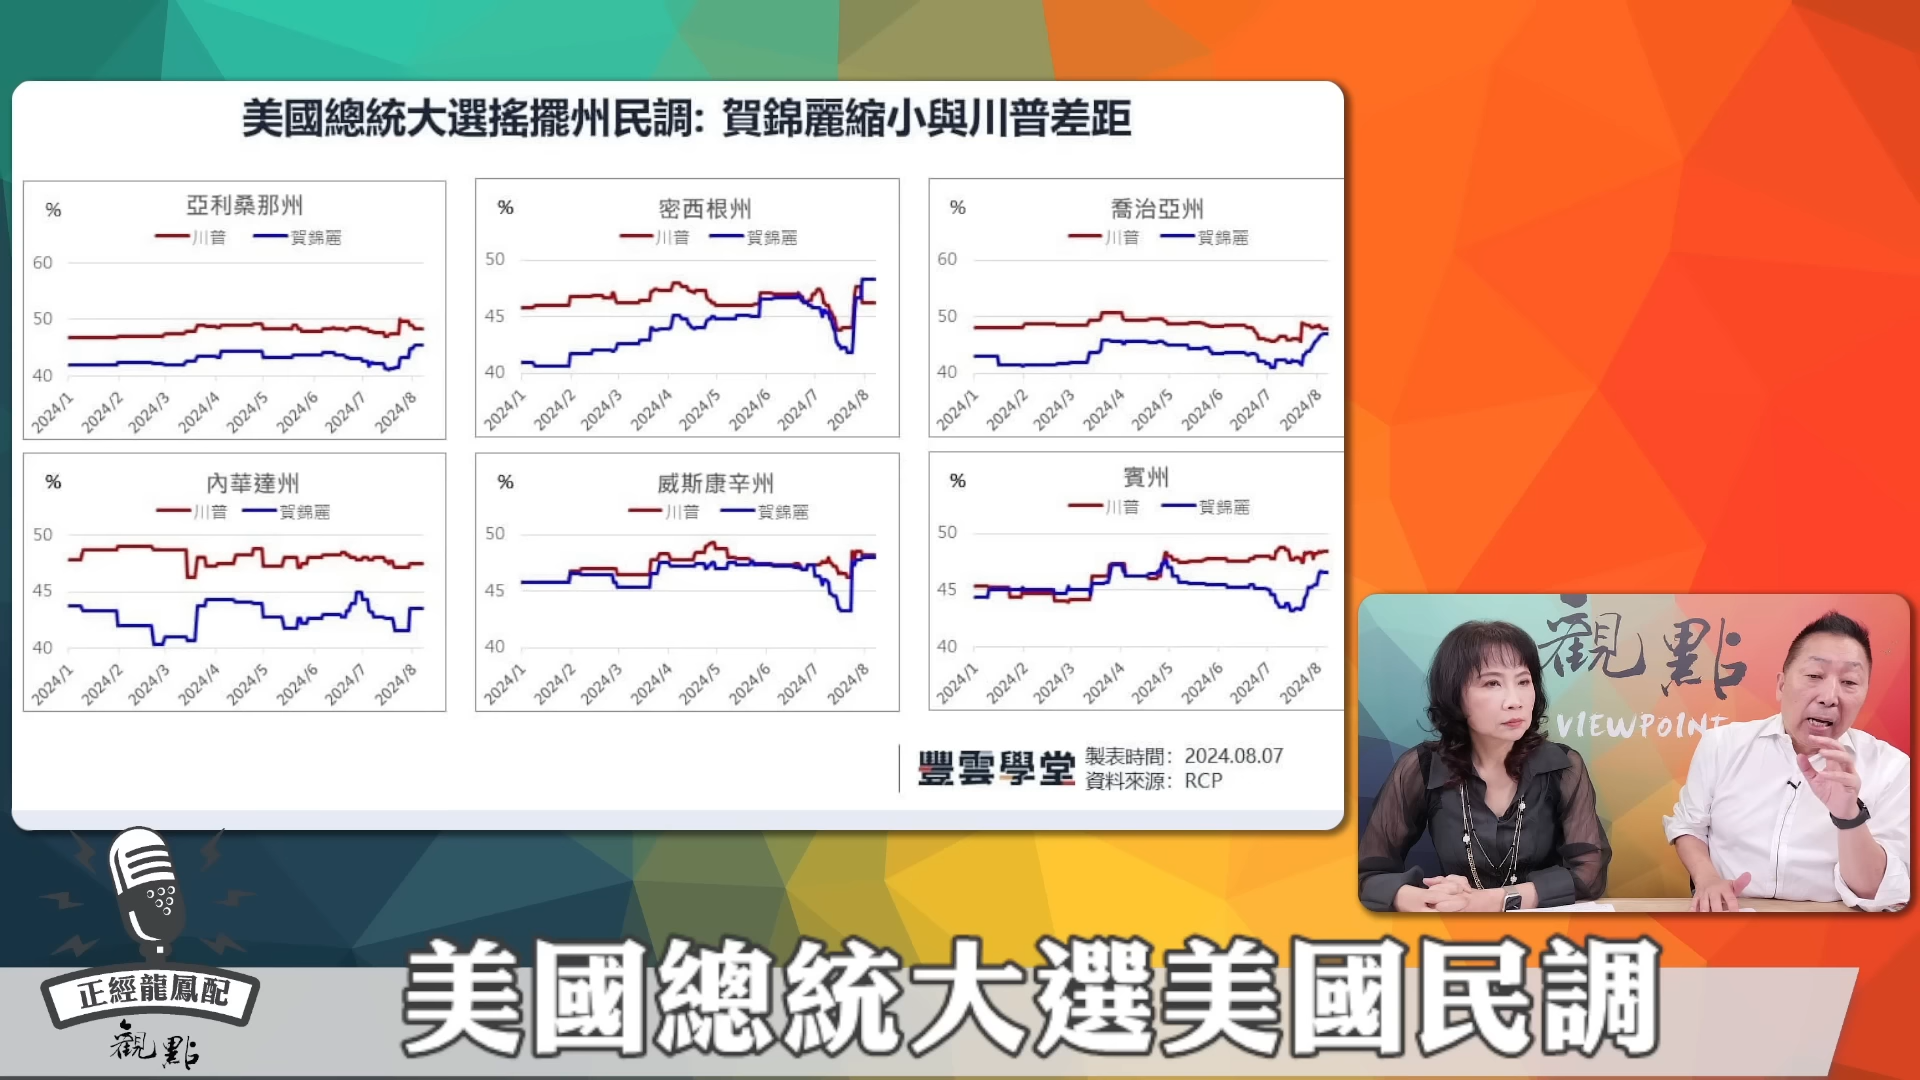 美國總統大選搖擺州民調: 賀錦麗縮小與川普差距
%
亞利桑那州
川普 賀錦麗
60
50
40
2024/1 2024/2 2024/3 2024/4 2024/5 2024/6 2024/7 2024/8
%
密西根州
川普 賀錦麗
50
45
40
2024/1 2024/2 2024/3 2024/4 2024/5 2024/6 2024/7 2024/8
%
喬治亞州
川普 賀錦麗
60
50
40
2024/1 2024/2 2024/3 2024/4 2024/5 2024/6 2024/7 2024/8
%
內華達州
川普 賀錦麗
50
45
40
2024/1 2024/2 2024/3 2024/4 2024/5 2024/6 2024/7 2024/8
%
威斯康辛州
川普 賀錦麗
50
45
40
2024/1 2024/2 2024/3 2024/4 2024/5 2024/6 2024/7 2024/8
%
賓州
川普 賀錦麗
50
45
40
2024/1 2024/2 2024/3 2024/4 2024/5 2024/6 2024/7 2024/8
豐雲學堂
製表時間：2024.08.07
資料來源：RCP
觀點
VIEWPOINT
正經龍鳳配
觀點
美國總統大選美國民調